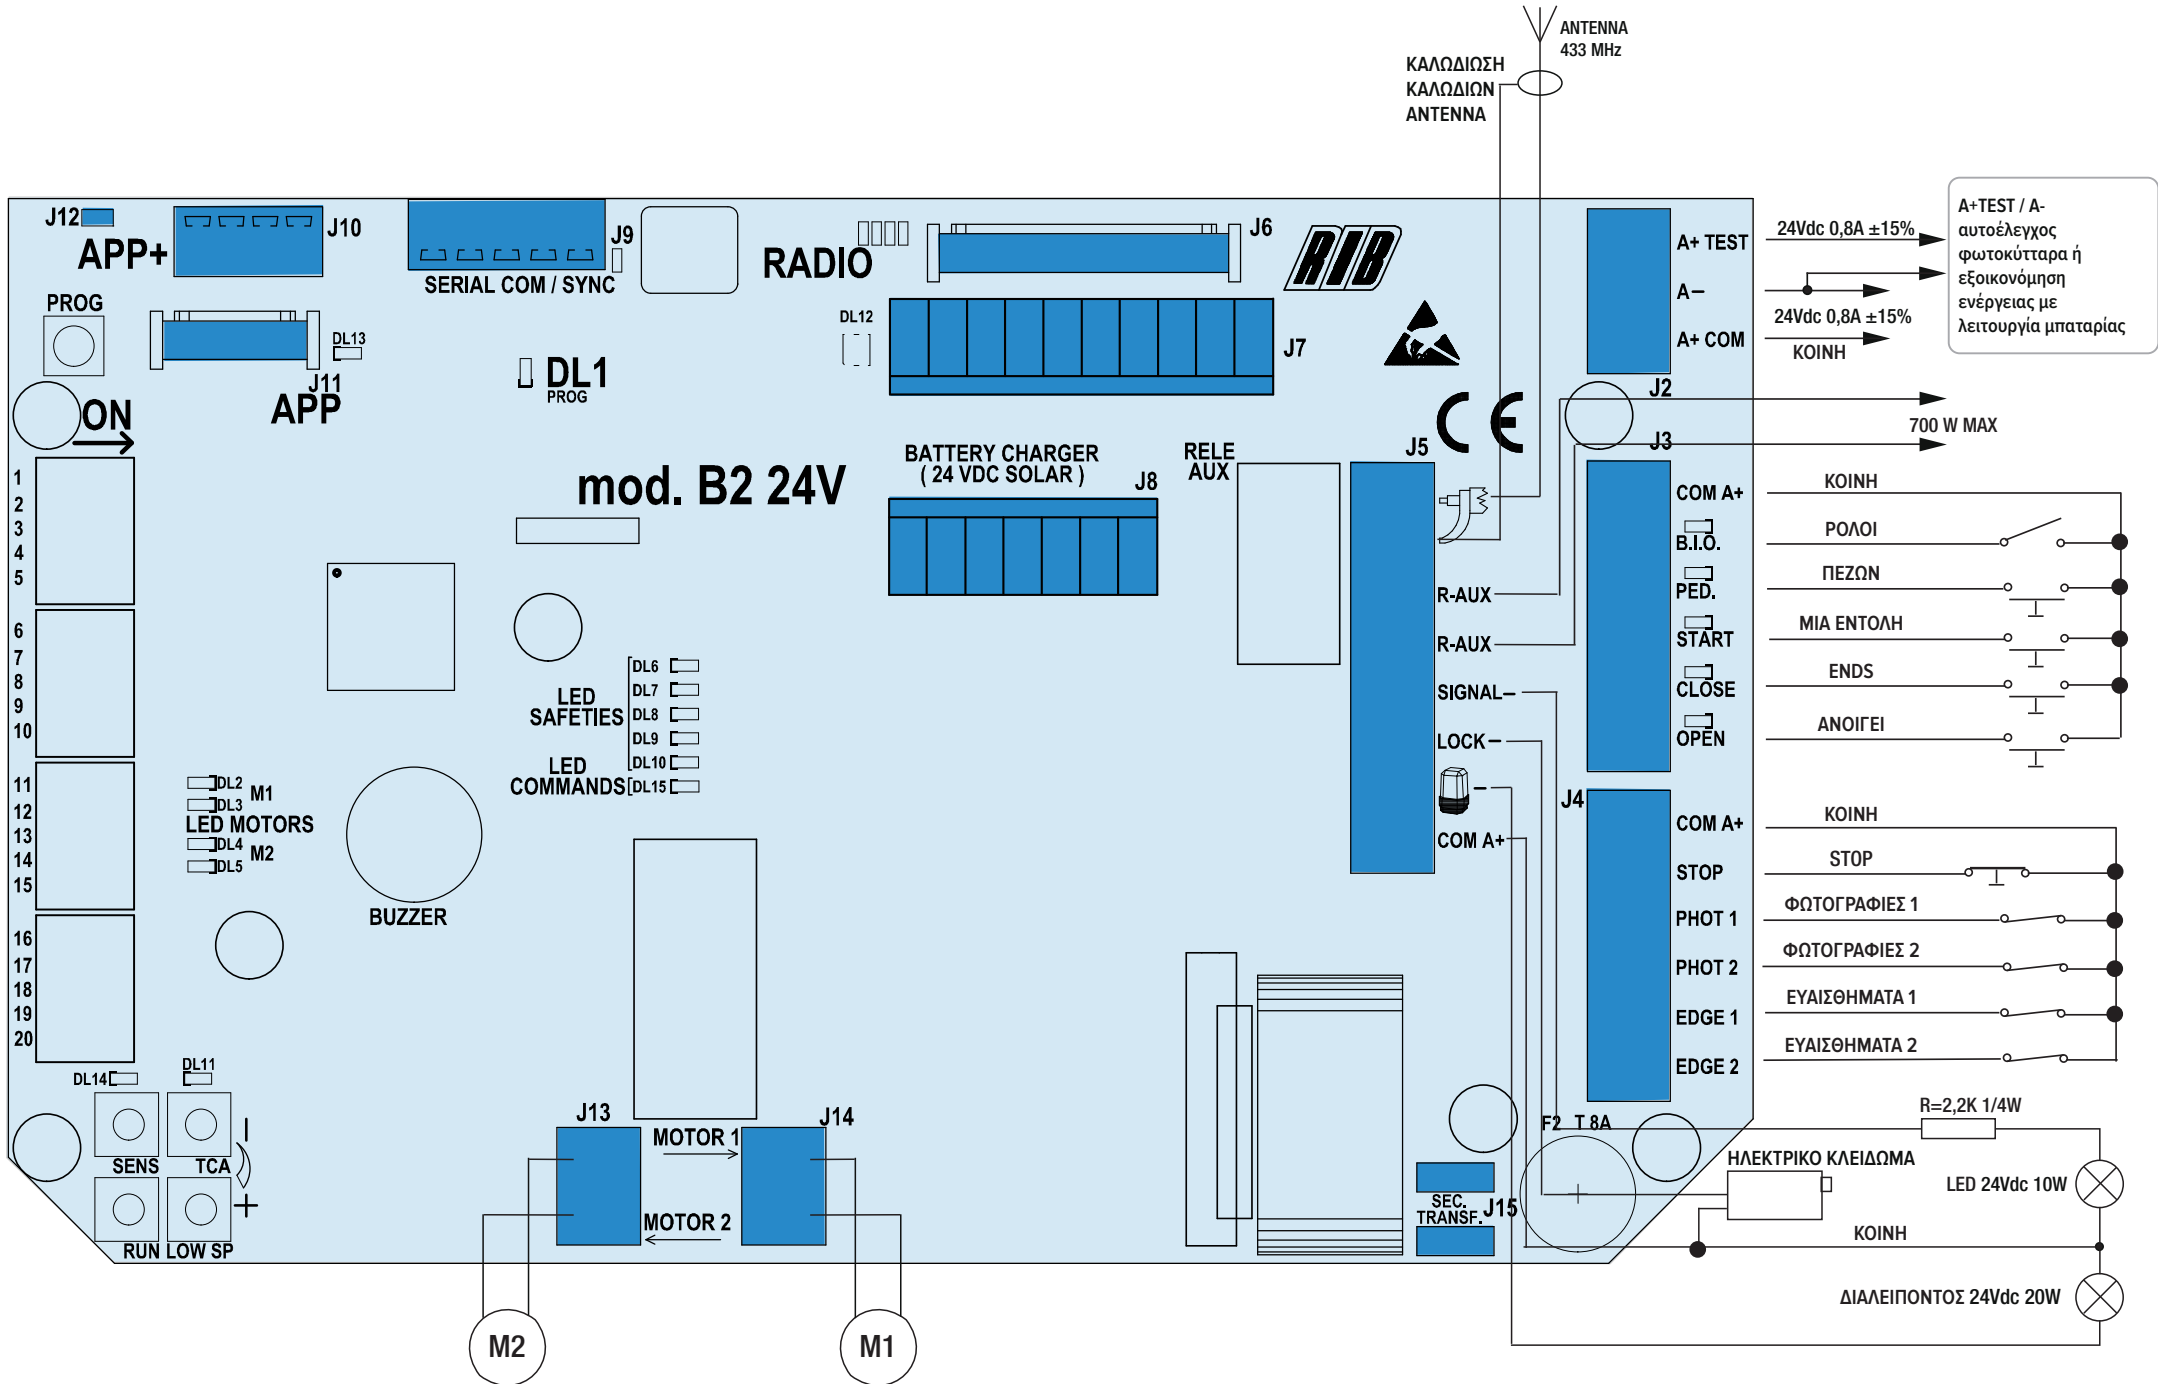 ANTENNA
433 MHz
ΚΑΛΩΔΙΩΣΗ
ΚΑΛΩΔΙΩΝ
ANTENNA
J12
APP+
J10
SERIAL COM / SYNC
J9
RADIO
J6
RIB
A+ TEST
A−
A+ COM
J2
24Vdc 0,8A ±15%
24Vdc 0,8A ±15%
ΚΟΙΝΗ
A+TEST / A-
αυτοέλεγχος
φωτοκύτταρα ή
εξοικονόμηση
ενέργειας με
λειτουργία μπαταρίας
PROG
DL13
J11
APP
DL1
PROG
DL12
J7
CE
700 W MAX
ON
mod. B2 24V
BATTERY CHARGER
( 24 VDC SOLAR )
J8
RELE
AUX
J5
J3
1
2
3
4
5
6
7
8
9
10
11
12
13
14
15
16
17
18
19
20
R-AUX
R-AUX
SIGNAL−
LOCK −
−
COM A+
COM A+
B.I.O.
PED.
START
CLOSE
OPEN
ΚΟΙΝΗ
ΡΟΛΟΙ
ΠΕΖΩΝ
ΜΙΑ ΕΝΤΟΛΗ
ENDS
ΑΝΟΙΓΕΙ
LED
SAFETIES
DL6
DL7
DL8
DL9
DL10
LED
COMMANDS
DL15
DL2
M1
DL3
LED MOTORS
DL4
M2
DL5
BUZZER
J4
COM A+
STOP
PHOT 1
PHOT 2
EDGE 1
EDGE 2
ΚΟΙΝΗ
STOP
ΦΩΤΟΓΡΑΦΙΕΣ 1
ΦΩΤΟΓΡΑΦΙΕΣ 2
ΕΥΑΙΣΘΗΜΑΤΑ 1
ΕΥΑΙΣΘΗΜΑΤΑ 2
DL14
DL11
SENS
TCA
−
+
RUN
LOW SP
J13
MOTOR 1
J14
MOTOR 2
F2 T 8A
SEC.
TRANSF.
J15
R=2,2K 1/4W
ΗΛΕΚΤΡΙΚΟ ΚΛΕΙΔΩΜΑ
LED 24Vdc 10W
ΚΟΙΝΗ
ΔΙΑΛΕΙΠΟΝΤΟΣ 24Vdc 20W
M2
M1